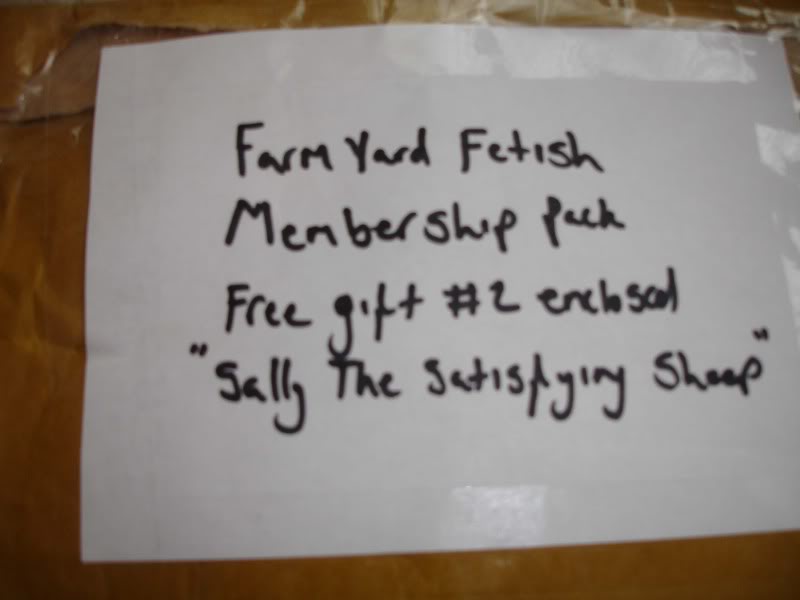 Farm Yard Fetish
Membership pack
Free gift #2 enclosed
"Sally The Satisfying Sheep"